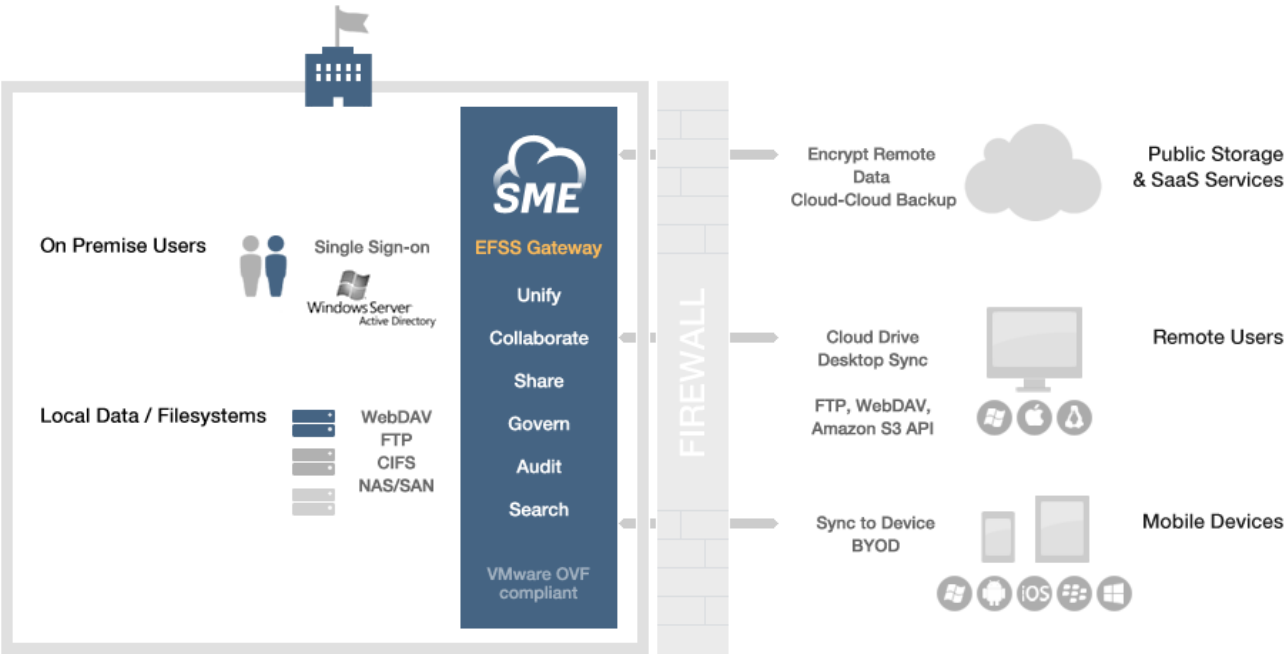 SME
EFSS Gateway
Unify
Collaborate
Share
Govern
Audit
Search
VMware OVF
compliant
On Premise Users
Single Sign-on
Windows Server
Active Directory
Local Data / Filesystems
WebDAV
FTP
CIFS
NAS/SAN
FIREWALL
Encrypt Remote
Data
Cloud-Cloud Backup
Public Storage
& SaaS Services
Cloud Drive
Desktop Sync
FTP, WebDAV,
Amazon S3 API
Remote Users
Sync to Device
BYOD
Mobile Devices
iOS